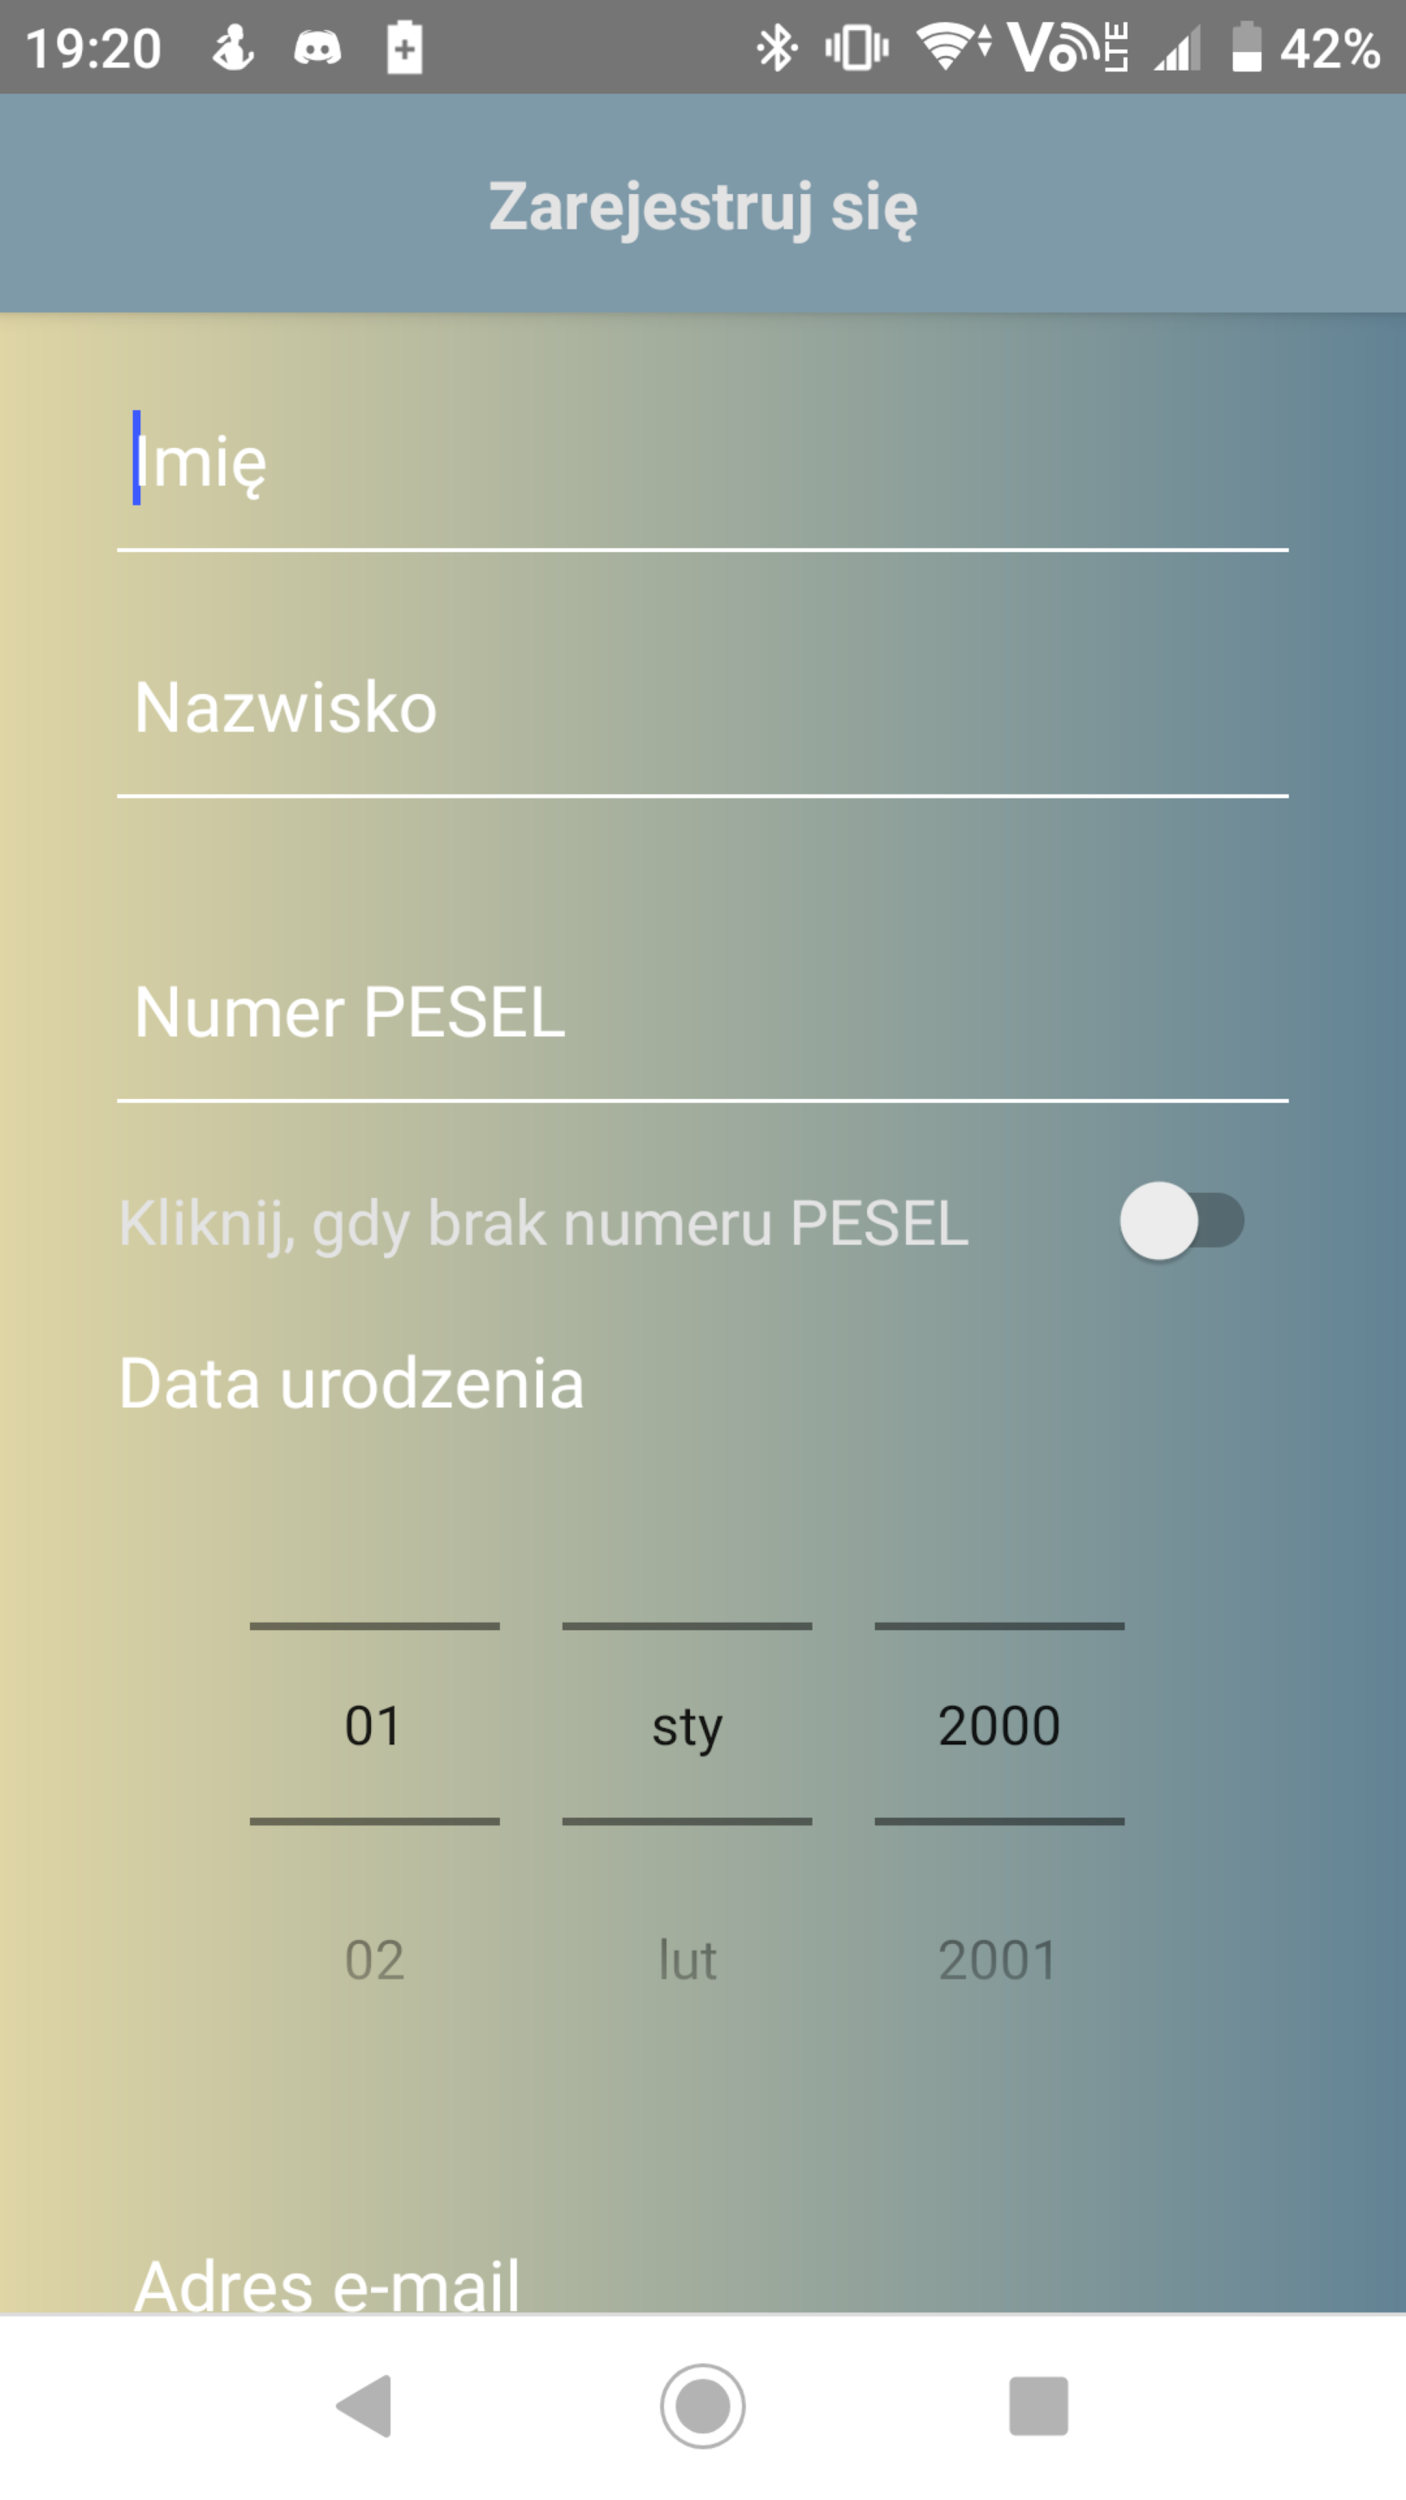 19:20 LTE 42%
Zarejestruj się
Imię
Nazwisko
Numer PESEL
Kliknij, gdy brak numeru PESEL
Data urodzenia
01 sty 2000
02 lut 2001
Adres e-mail